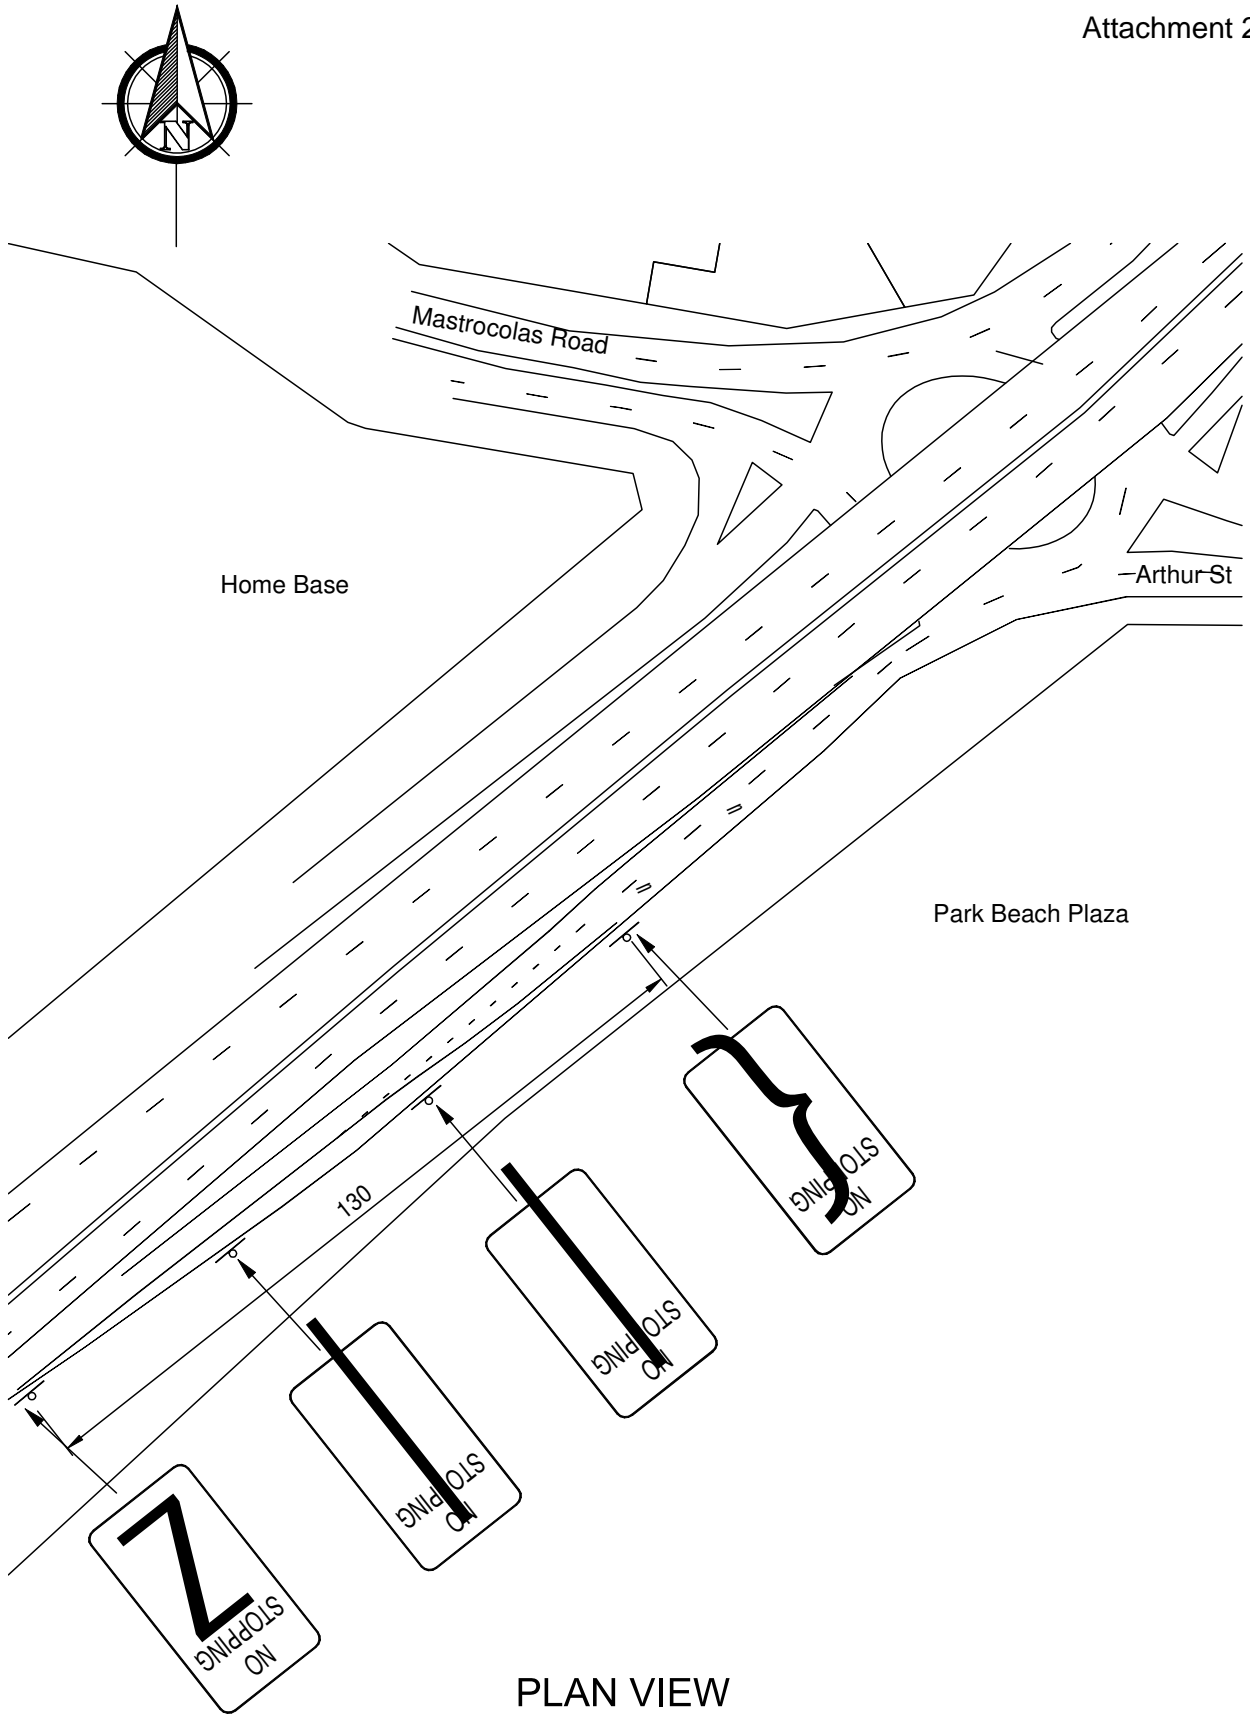 Attachment 2
N
Mastrocolas Road
Home Base
Arthur St
Park Beach Plaza
130
NO
STOPPING
NO
STOPPING
NO
STOPPING
NO
STOPPING
PLAN VIEW